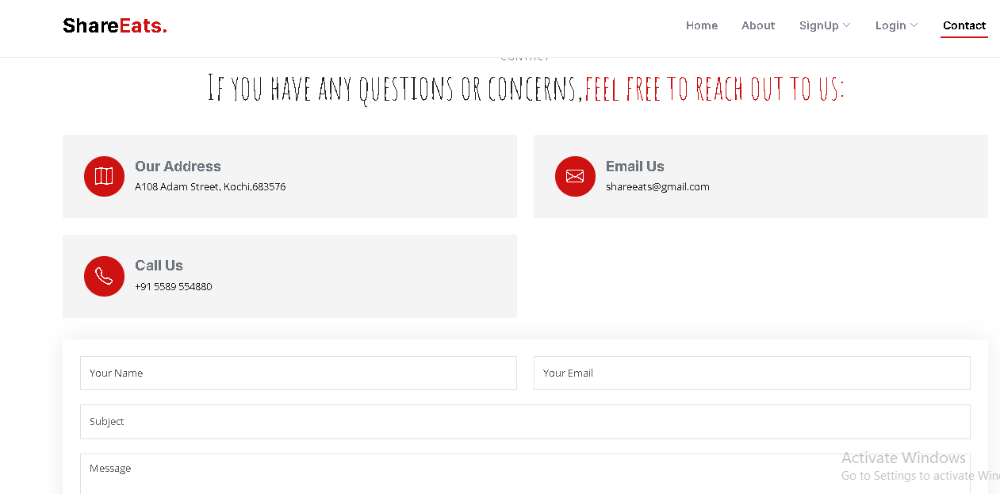 ShareEats.
Home About SignUp Login Contact
CONTACT
If you have any questions or concerns,feel free to reach out to us:
Our Address
A108 Adam Street, Kochi,683576
Email Us
shareeats@gmail.com
Call Us
+91 5589 554880
Your Name
Your Email
Subject
Message
Activate Windows
Go to Settings to activate Win